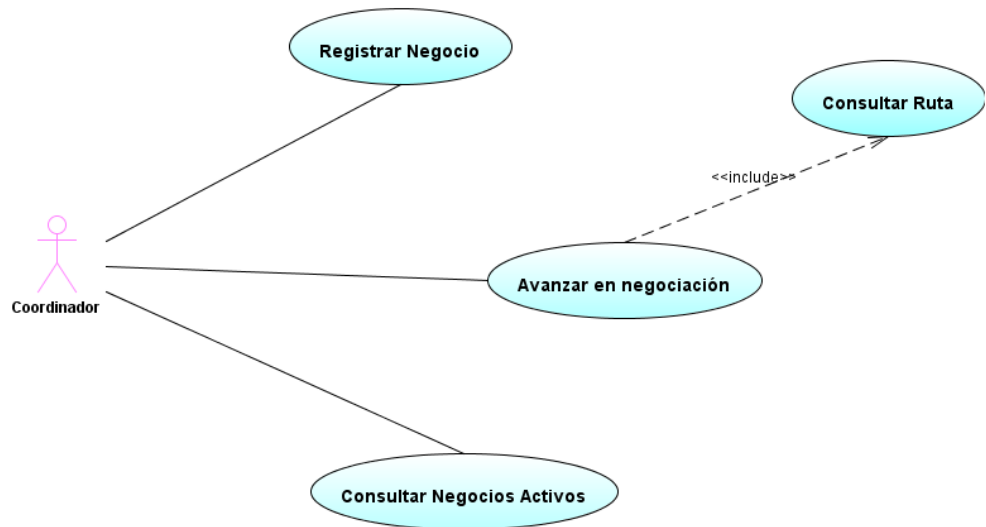 Registrar Negocio
Consultar Ruta
<<include>>
Avanzar en negociación
Coordinador
Consultar Negocios Activos